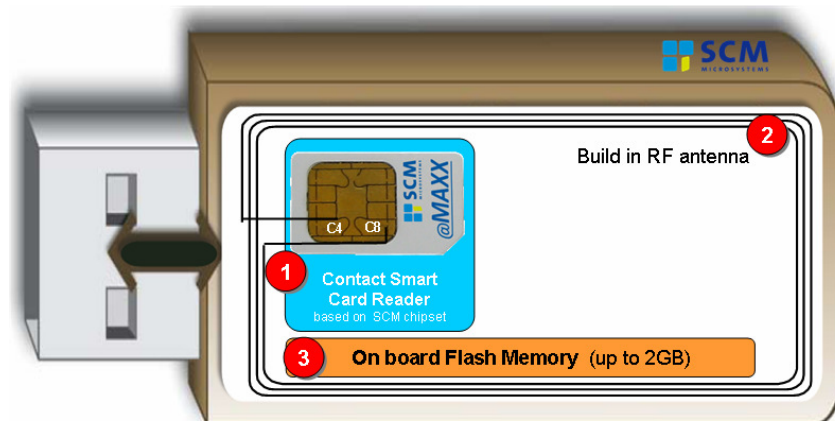 SCM
MICROSYSTEMS
2
Build in RF antenna
SCM
MICROSYSTEMS
@MAXX
C4 C8
1
Contact Smart
Card Reader
based on SCM chipset
3 On board Flash Memory (up to 2GB)